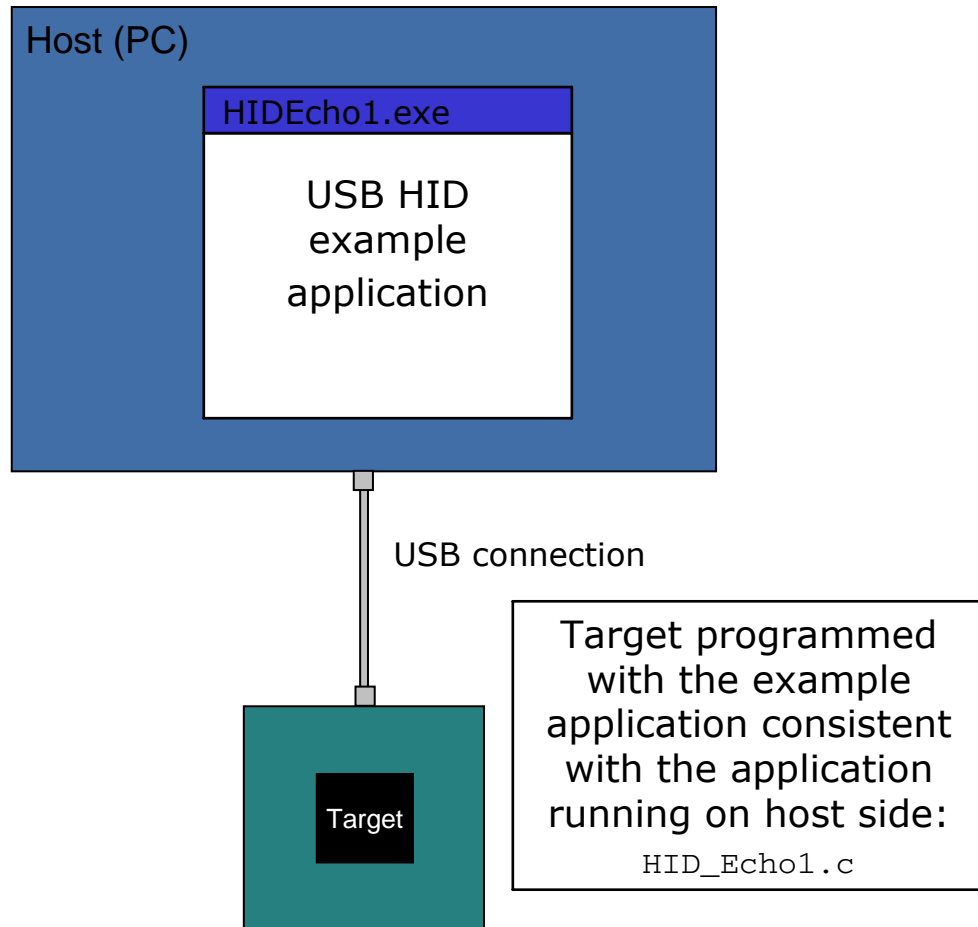 Host (PC)
HIDEcho1.exe
USB HID
example
application
USB connection
Target programmed
with the example
application consistent
with the application
running on host side:
HID_Echo1.c
Target